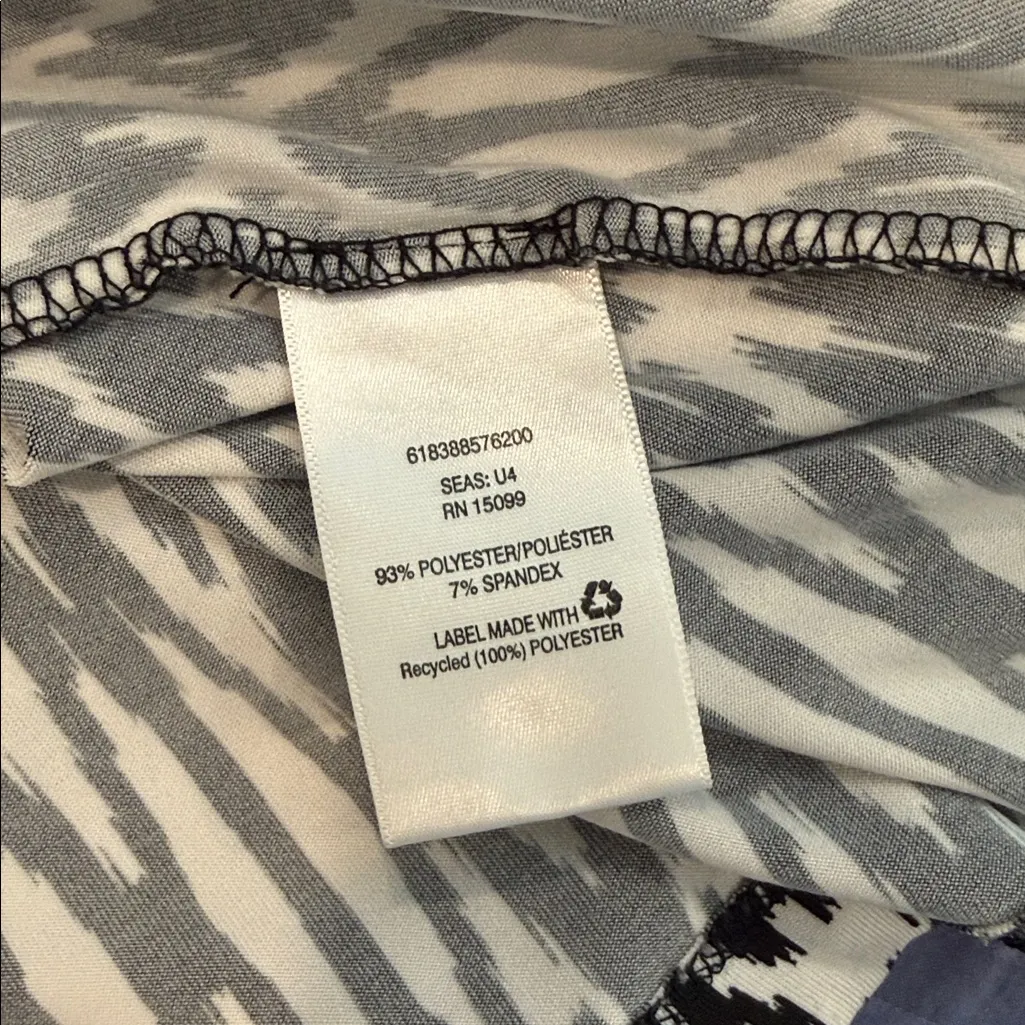 618388576200
SEAS: U4
RN 15099
93% POLYESTER/POLIÉSTER
7% SPANDEX
LABEL MADE WITH
Recycled (100%) POLYESTER